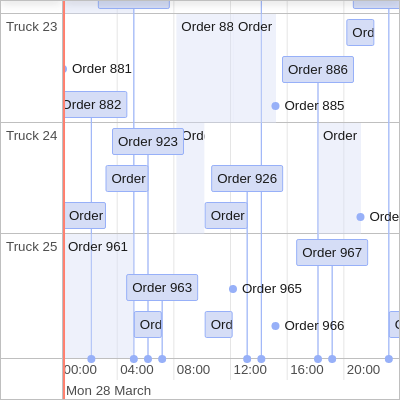 Truck 23
Order 88 Order
Ord
Order 881
Order 886
Order 882
Order 885
Truck 24
Order 923
Ord
Order
Order
Order 926
Order
Order
Orde
Truck 25
Order 961
Order 967
Order 963
Order 965
Ord
Ord
Order 966
00:00 04:00 08:00 12:00 16:00 20:00
Mon 28 March